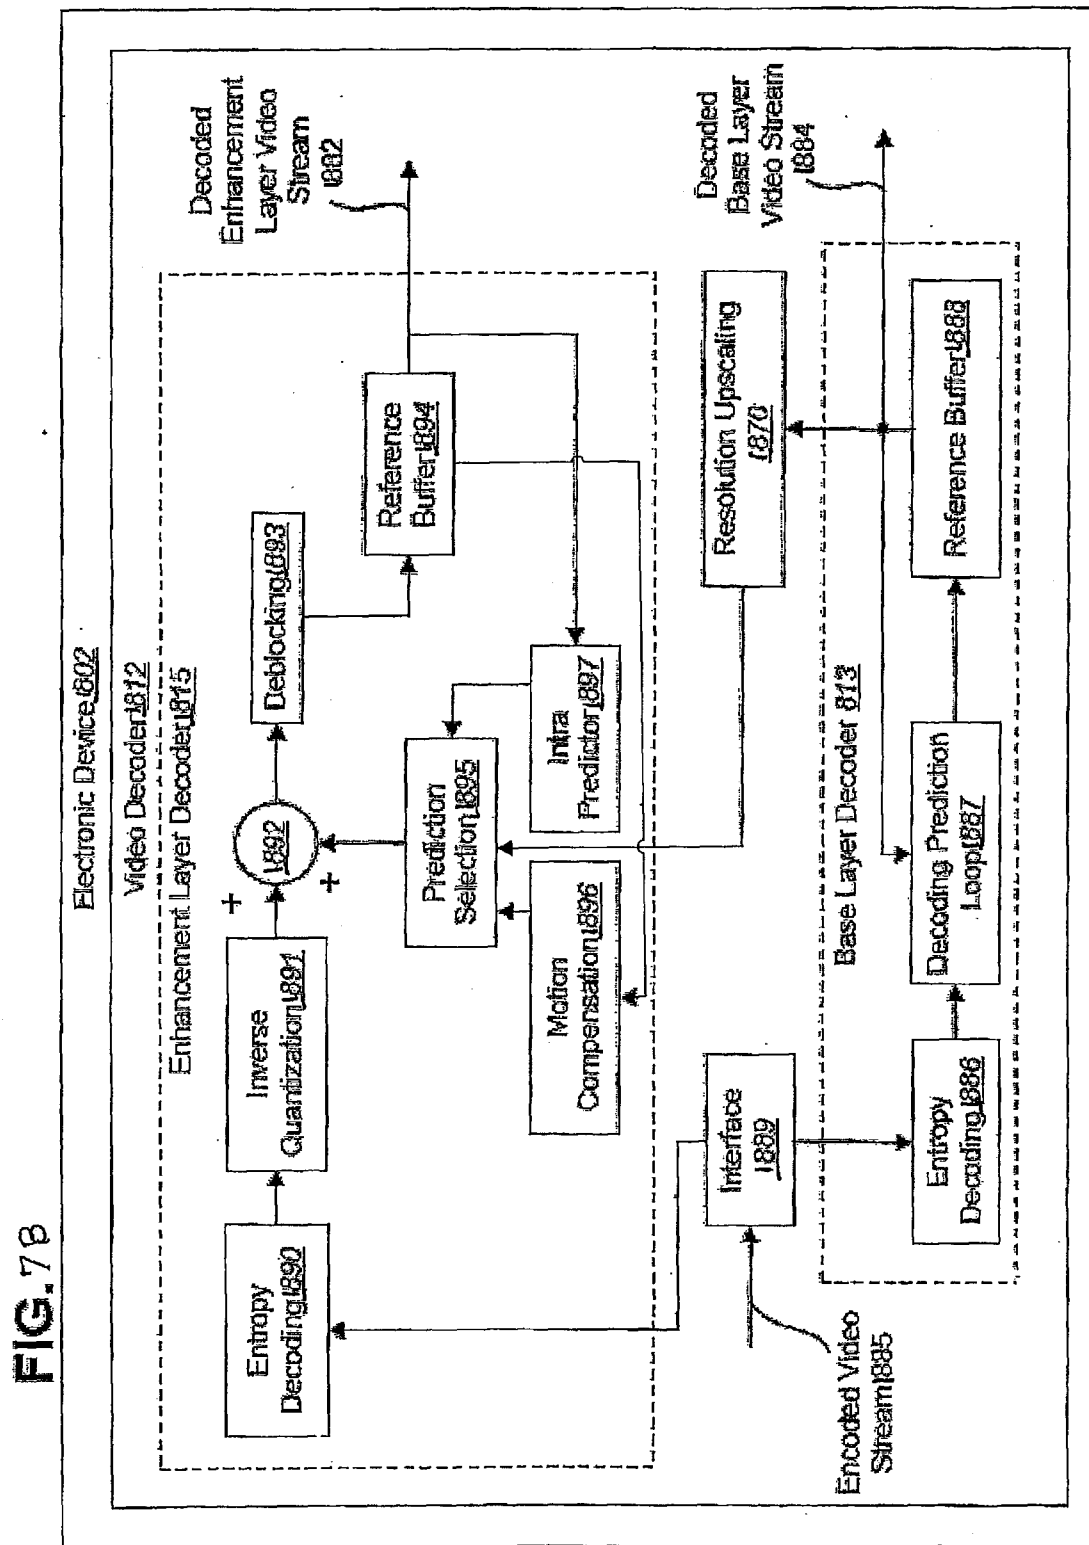 FIG. 7B
Electronic Device 1802
Video Decoder 1812
Enhancement Layer Decoder 1815
Entropy
Decoding 1890
Inverse
Quantization 1891
+
+
1892
Deblocking 1893
Reference
Buffer 1894
Decoded
Enhancement
Layer Video
Stream
1882
Prediction
Selection 1895
Motion
Compensation 1896
Intra
Predictor 1897
Encoded Video
Stream 1885
Interface
1889
Resolution Upscaling
1870
Decoded
Base Layer
Video Stream
1884
Base Layer Decoder 1813
Entropy
Decoding 1886
Decoding Prediction
Loop 1887
Reference Buffer 1888